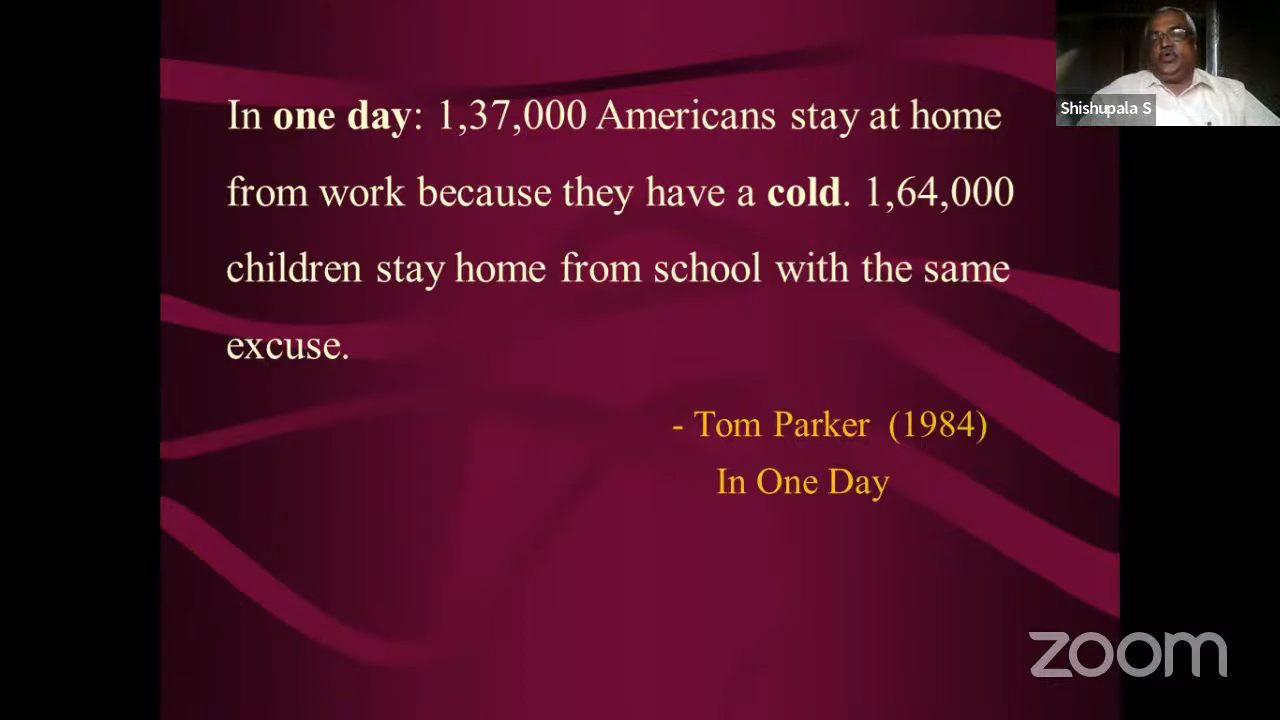 In one day: 1,37,000 Americans stay at home
from work because they have a cold. 1,64,000
children stay home from school with the same
excuse.
- Tom Parker (1984)
In One Day
Shishupala S
zoom